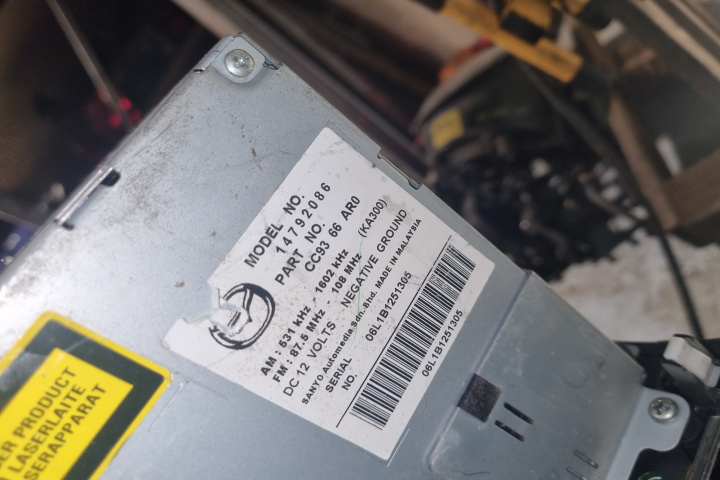 MODEL NO.
14792086
PART NO.
CC93 66 AR0
(KA300)
AM : 531 kHz - 1602 kHz
FM : 87.5 MHz - 108 MHz
DC 12 VOLTS NEGATIVE GROUND
SANYO Automedia Sdn.Bhd. MADE IN MALAYSIA
SERIAL
NO.
06L1B1251305
06L1B1251305
PRODUCT
LASERLAITE
SERAPPARAT